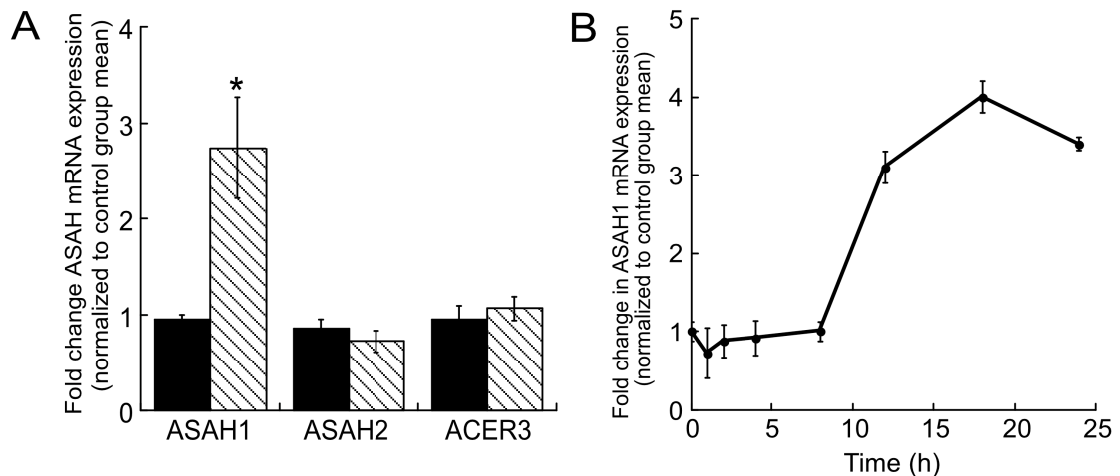 A
Fold change ASAH mRNA expression
(normalized to control group mean)
4
3
2
1
0
*
ASAH1 ASAH2 ACER3
B
Fold change in ASAH1 mRNA expression
(normalized to control group mean)
5
4
3
2
1
0
0 5 10 15 20 25
Time (h)